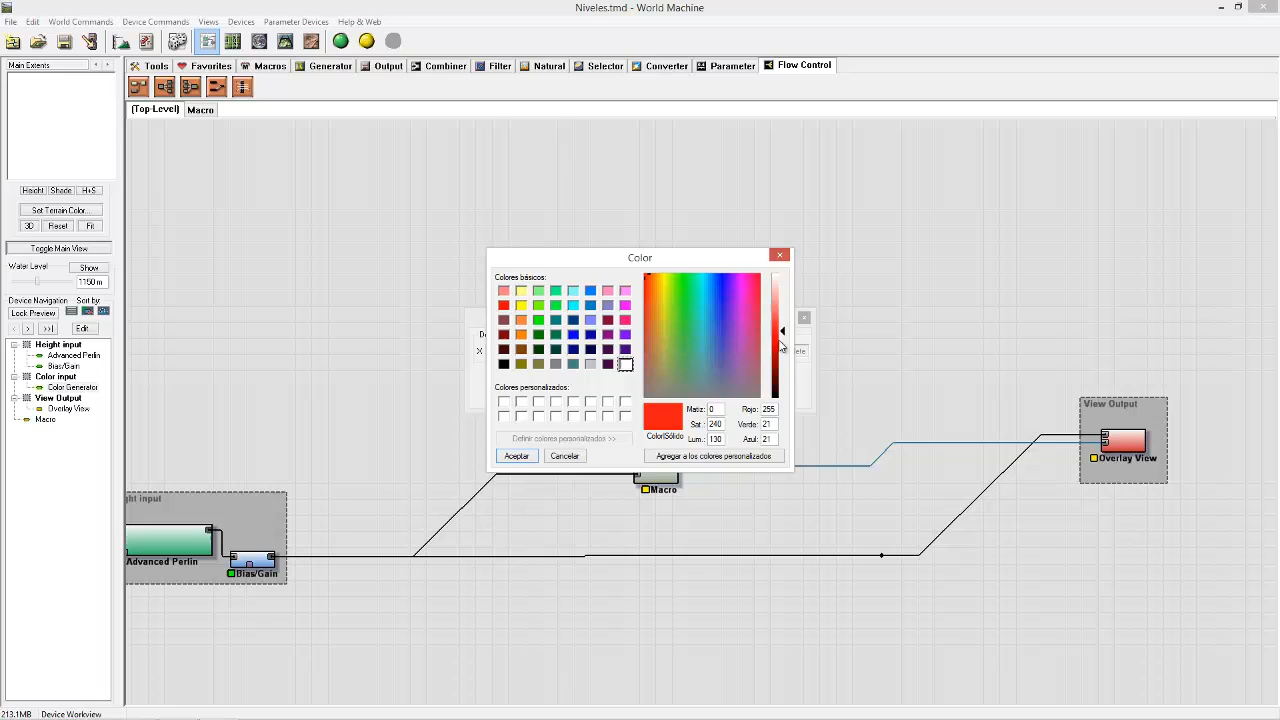 Niveles.tmd - World Machine
File Edit World Commands Device Commands Views Devices Parameter Devices Help & Web
Main Extents
Tools Favorites Macros Generator Output Combiner Filter Natural Selector Converter Parameter Flow Control
(Top-Level) Macro
Height Shade H+S
Set Terrain Color...
3D Reset Fit
Toggle Main View
Water Level Show
1150 m
Device Navigation Sort by:
Lock Preview
< > >>| Edit...
Height input
Advanced Perlin
Bias/Gain
Color input
Color Generator
View Output
Overlay View
Macro
Color
Colores básicos:
Colores personalizados:
Definir colores personalizados >>
Aceptar Cancelar
Matiz: 0 Rojo: 255
Sat.: 240 Verde: 21
Lum.: 130 Azul: 21
Color|Sólido
Agregar a los colores personalizados
X
Macro
View Output
Overlay View
ght input
Advanced Perlin
Bias/Gain
213.1MB Device Workview